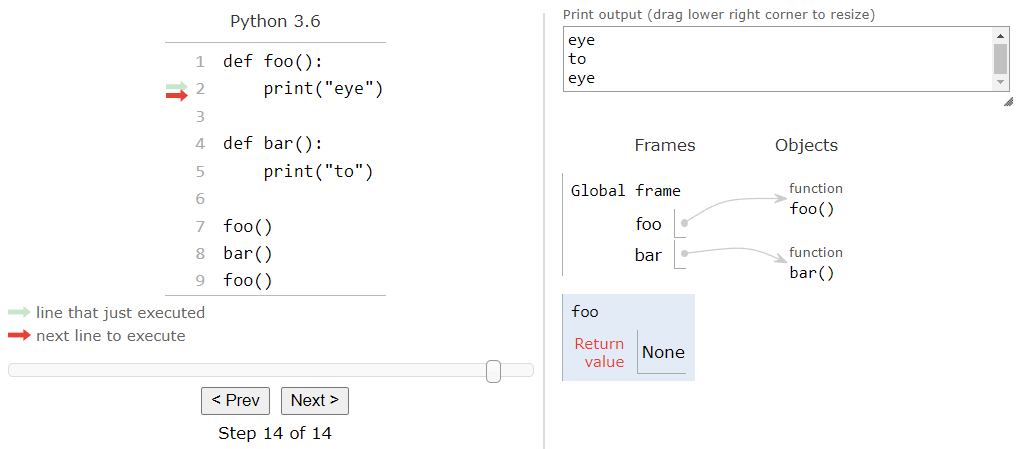 Python 3.6
1 def foo():
2     print("eye")
3
4 def bar():
5     print("to")
6
7 foo()
8 bar()
9 foo()
line that just executed
next line to execute
< Prev
Next >
Step 14 of 14
Print output (drag lower right corner to resize)
eye
to
eye
Frames
Objects
Global frame
foo
bar
function
foo()
function
bar()
foo
Return
value
None